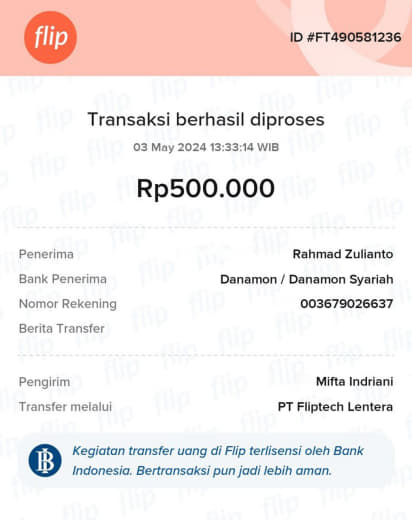 flip
ID #FT490581236
Transaksi berhasil diproses
03 May 2024 13:33:14 WIB
Rp500.000
Penerima Rahmad Zulianto
Bank Penerima Danamon / Danamon Syariah
Nomor Rekening 003679026637
Berita Transfer
Pengirim Mifta Indriani
Transfer melalui PT Fliptech Lentera
Kegiatan transfer uang di Flip terlisensi oleh Bank
Indonesia. Bertransaksi pun jadi lebih aman.